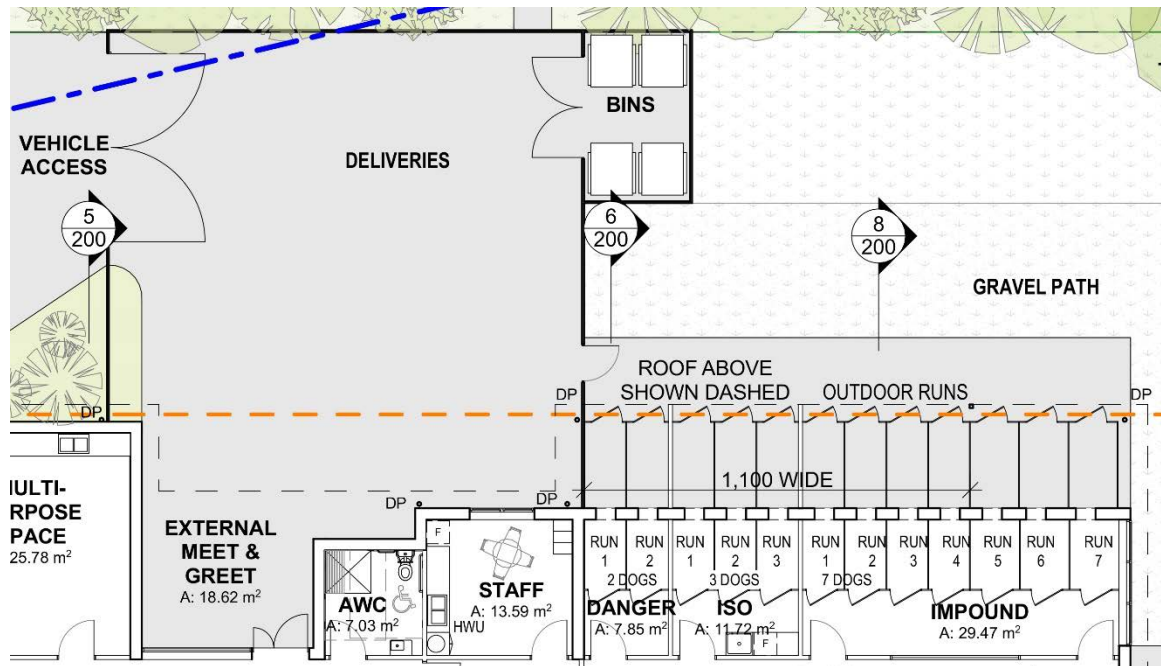 BINS
VEHICLE
ACCESS
DELIVERIES
5
200
6
200
8
200
GRAVEL PATH
ROOF ABOVE
SHOWN DASHED
OUTDOOR RUNS
DP
DP
DP
1,100 WIDE
DP
DP
ULTI-
RPOSE
PACE
25.78 m²
EXTERNAL
MEET &
GREET
A: 18.62 m²
AWC
A: 7.03 m²
F
STAFF
A: 13.59 m²
HWU
RUN
1
RUN
2
2 DOGS
DANGER
A: 7.85 m²
RUN
1
RUN
2
RUN
3
3 DOGS
ISO
A: 11.72 m²
F
RUN
1
RUN
2
RUN
3
RUN
4
RUN
5
RUN
6
RUN
7
7 DOGS
IMPOUND
A: 29.47 m²